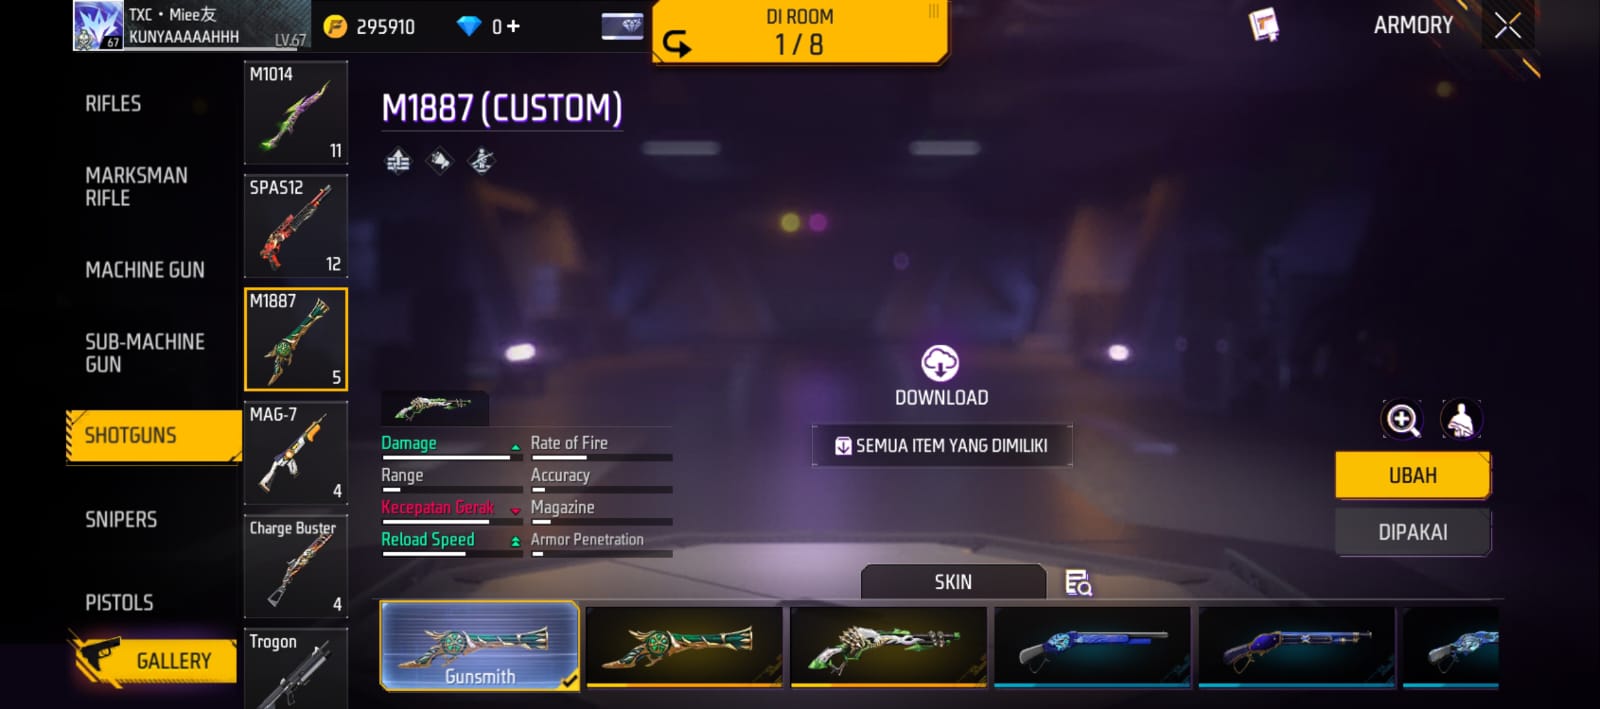 TXC・Miee友
KUNYAAAAAHHH
67
LV.67
295910
0+
DI ROOM
1 / 8
ARMORY
RIFLES
MARKSMAN
RIFLE
MACHINE GUN
SUB-MACHINE
GUN
SHOTGUNS
SNIPERS
PISTOLS
GALLERY
M1014
11
SPAS12
12
M1887
5
MAG-7
4
Charge Buster
4
Trogon
M1887 (CUSTOM)
Damage
Rate of Fire
Range
Accuracy
Kecepatan Gerak
Magazine
Reload Speed
Armor Penetration
DOWNLOAD
SEMUA ITEM YANG DIMILIKI
UBAH
DIPAKAI
SKIN
Gunsmith